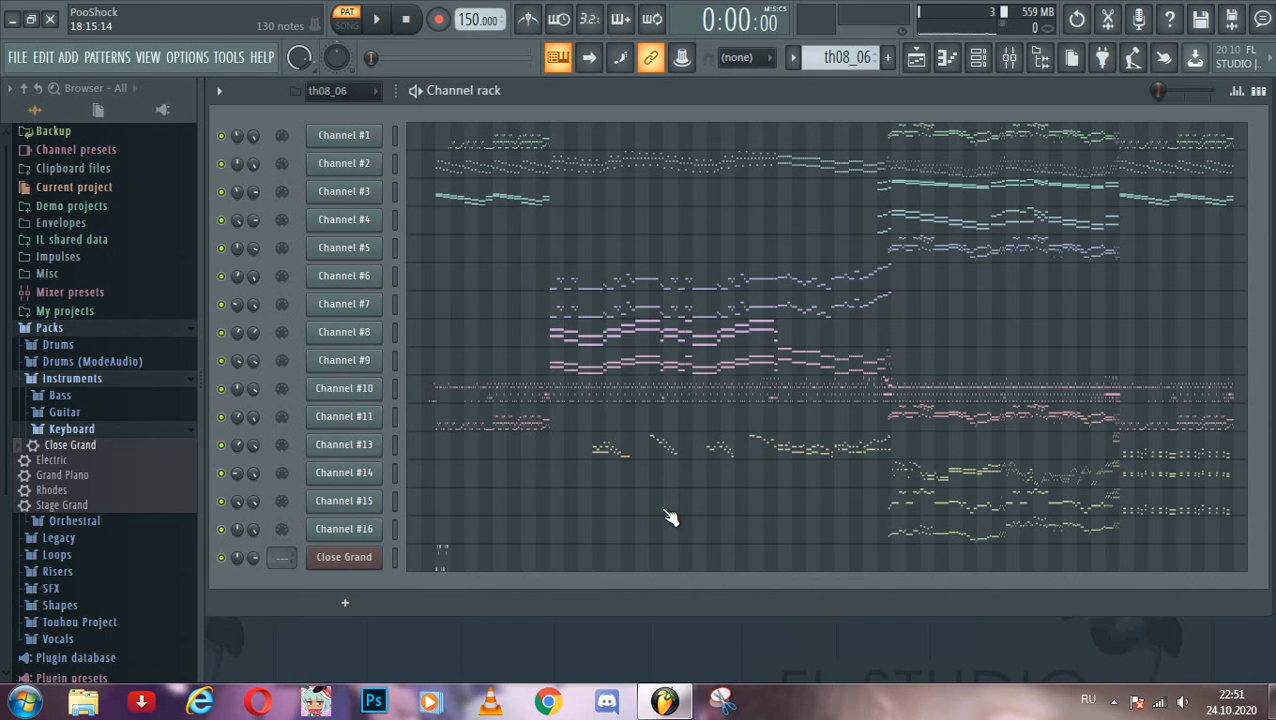 PooShock
18:15:14
130 notes
PAT
SONG
150.000
3.2
0:00:00
M:S:CS
3
559 MB
0
FILE EDIT ADD PATTERNS VIEW OPTIONS TOOLS HELP
(none)
th08_06
20.10 FL
STUDIO |..
Browser - All
th08_06
Channel rack
Backup
Channel presets
Clipboard files
Current project
Demo projects
Envelopes
IL shared data
Impulses
Misc
Mixer presets
My projects
Packs
Drums
Drums (ModeAudio)
Instruments
Bass
Guitar
Keyboard
Close Grand
Electric
Grand Piano
Rhodes
Stage Grand
Orchestral
Legacy
Loops
Risers
SFX
Shapes
Touhou Project
Vocals
Plugin database
Plugin presets
Channel #1
Channel #2
Channel #3
Channel #4
Channel #5
Channel #6
Channel #7
Channel #8
Channel #9
Channel #10
Channel #11
Channel #13
Channel #14
Channel #15
Channel #16
--- Close Grand
+
Ps
RU
22:51
24.10.2020